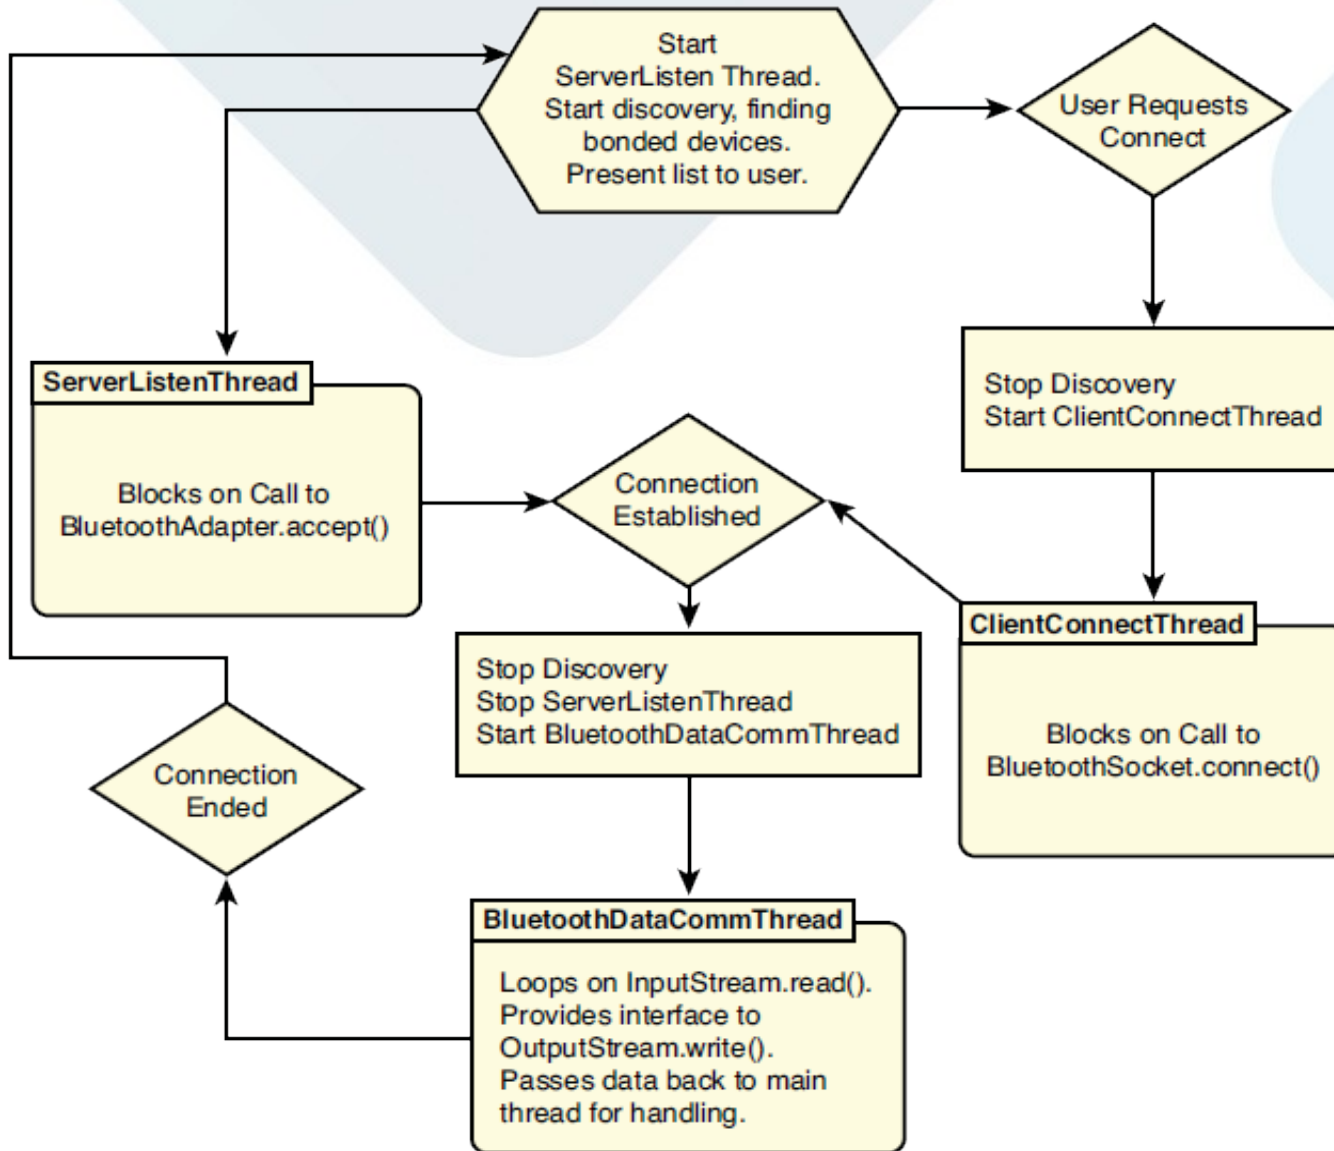 Start
ServerListen Thread.
Start discovery, finding
bonded devices.
Present list to user.
User Requests
Connect
ServerListenThread
Blocks on Call to
BluetoothAdapter.accept()
Stop Discovery
Start ClientConnectThread
Connection
Established
ClientConnectThread
Blocks on Call to
BluetoothSocket.connect()
Stop Discovery
Stop ServerListenThread
Start BluetoothDataCommThread
Connection
Ended
BluetoothDataCommThread
Loops on InputStream.read().
Provides interface to
OutputStream.write().
Passes data back to main
thread for handling.